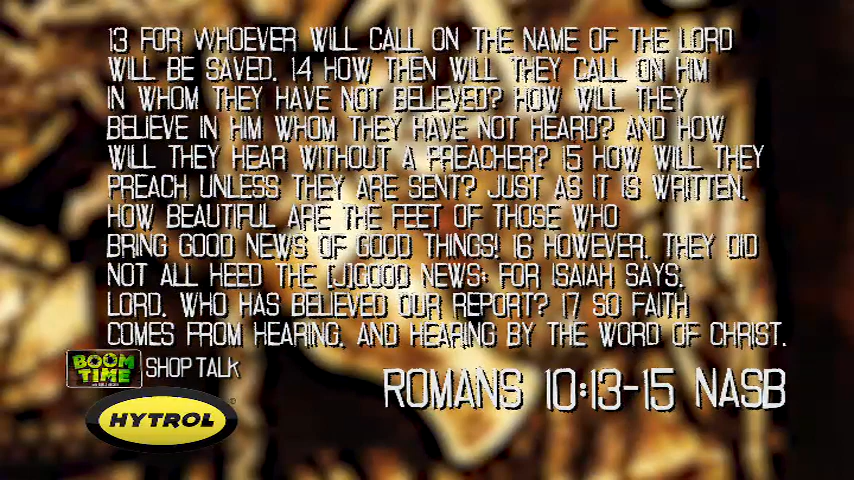 13 FOR WHOEVER WILL CALL ON THE NAME OF THE LORD
WILL BE SAVED. 14 HOW THEN WILL THEY CALL ON HIM
IN WHOM THEY HAVE NOT BELIEVED? HOW WILL THEY
BELIEVE IN HIM WHOM THEY HAVE NOT HEARD? AND HOW
WILL THEY HEAR WITHOUT A PREACHER? 15 HOW WILL THEY
PREACH UNLESS THEY ARE SENT? JUST AS IT IS WRITTEN,
HOW BEAUTIFUL ARE THE FEET OF THOSE WHO
BRING GOOD NEWS OF GOOD THINGS! 16 HOWEVER, THEY DID
NOT ALL HEED THE [J]GOOD NEWS; FOR ISAIAH SAYS,
LORD, WHO HAS BELIEVED OUR REPORT? 17 SO FAITH
COMES FROM HEARING, AND HEARING BY THE WORD OF CHRIST.
BOOM
TIME
SHOP TALK
ROMANS 10:13-15 NASB
HYTROL